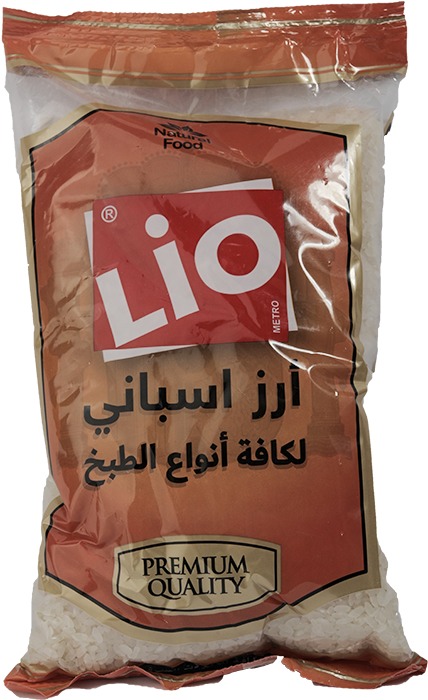 Natural
Food
®
LiO
METRO
أرز اسباني
لكافة أنواع الطبخ
PREMIUM
QUALITY